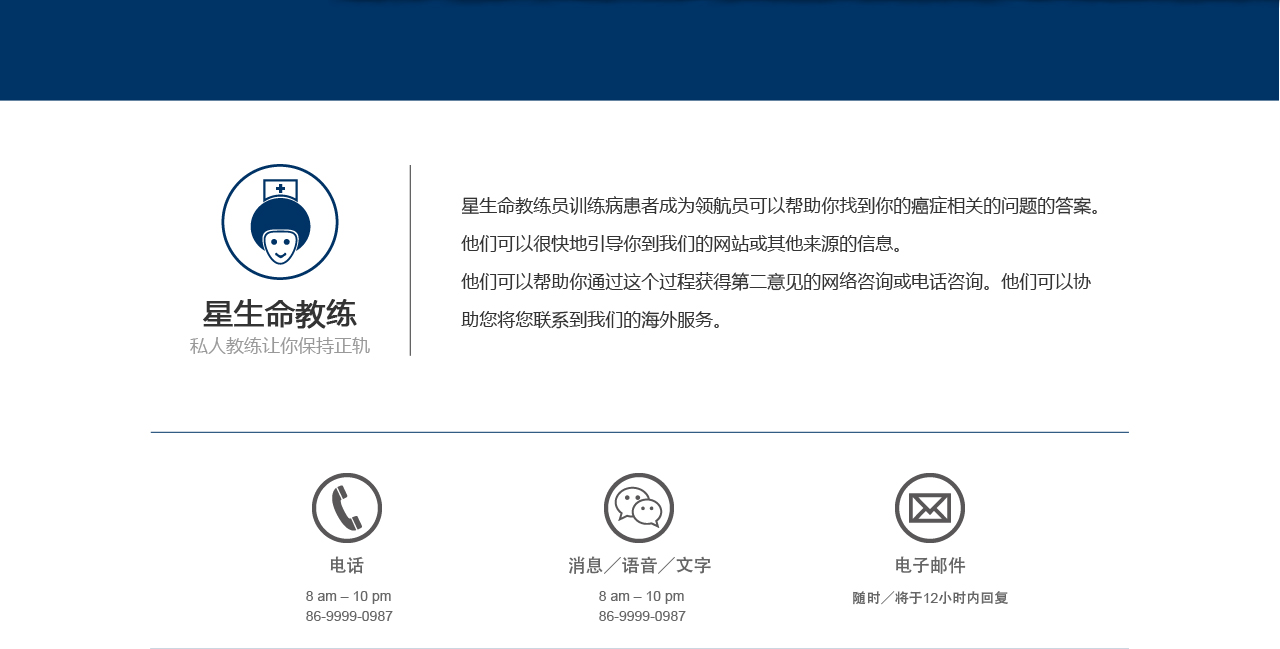 星生命教练
私人教练让你保持正轨
星生命教练员训练病患者成为领航员可以帮助你找到你的癌症相关的问题的答案。
他们可以很快地引导你到我们的网站或其他来源的信息。
他们可以帮助你通过这个过程获得第二意见的网络咨询或电话咨询。他们可以协
助您将您联系到我们的海外服务。
电话
8 am – 10 pm
86-9999-0987
消息／语音／文字
8 am – 10 pm
86-9999-0987
电子邮件
随时／将于12小时内回复